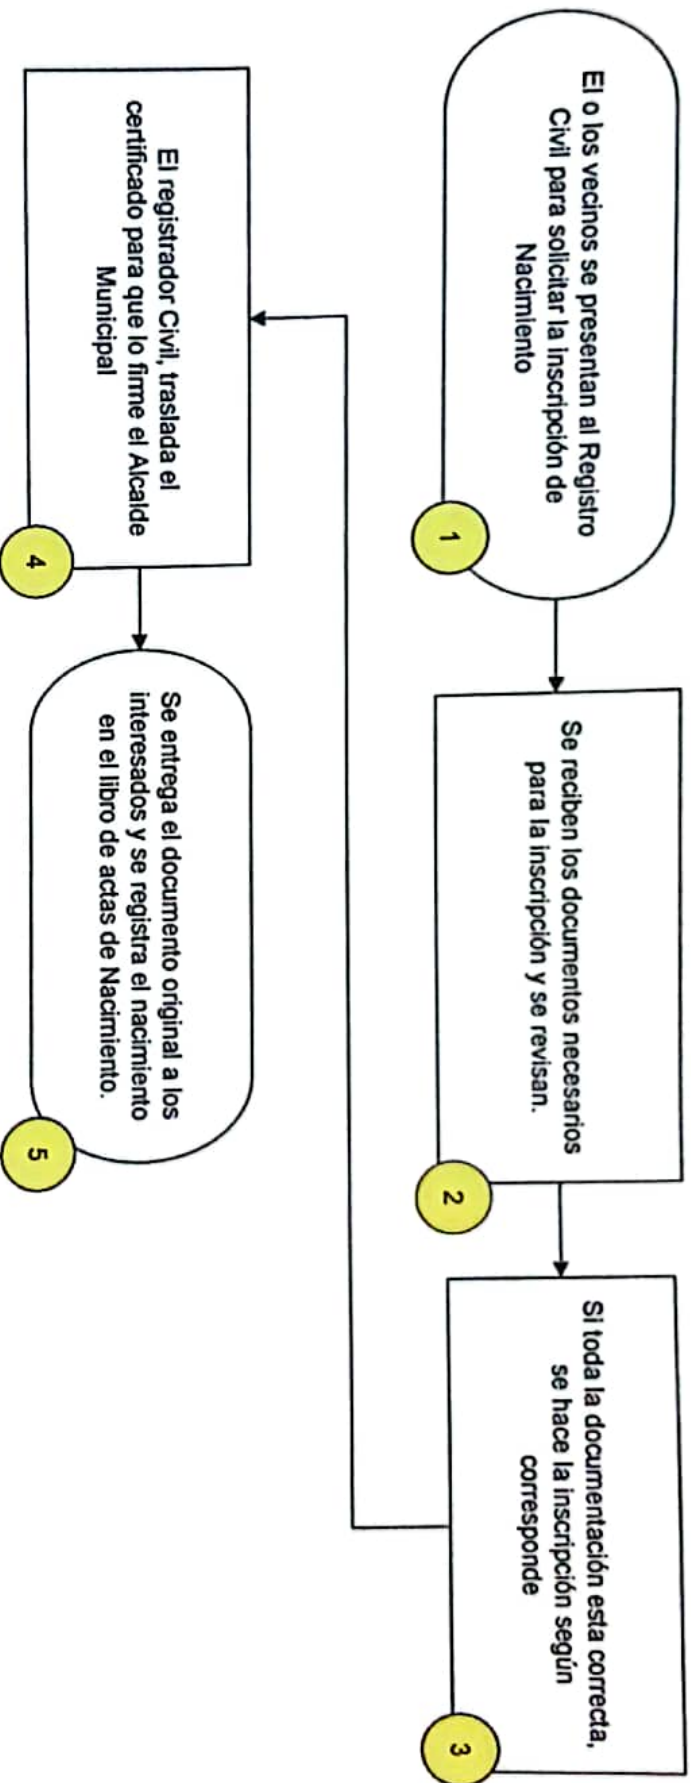 El o los vecinos se presentan al Registro
Civil para solicitar la inscripción de
Nacimiento
1
Se reciben los documentos necesarios
para la inscripción y se revisan.
2
Si toda la documentación esta correcta,
se hace la inscripción según
corresponde
3
El registrador Civil, traslada el
certificado para que lo firme el Alcalde
Municipal
4
Se entrega el documento original a los
interesados y se registra el nacimiento
en el libro de actas de Nacimiento.
5